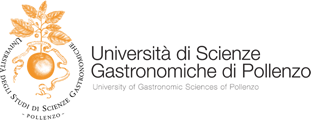 UNIVERSITÀ DEGLI STUDI DI SCIENZE GASTRONOMICHE
- POLLENZO -
Università di Scienze
Gastronomiche di Pollenzo
University of Gastronomic Sciences of Pollenzo